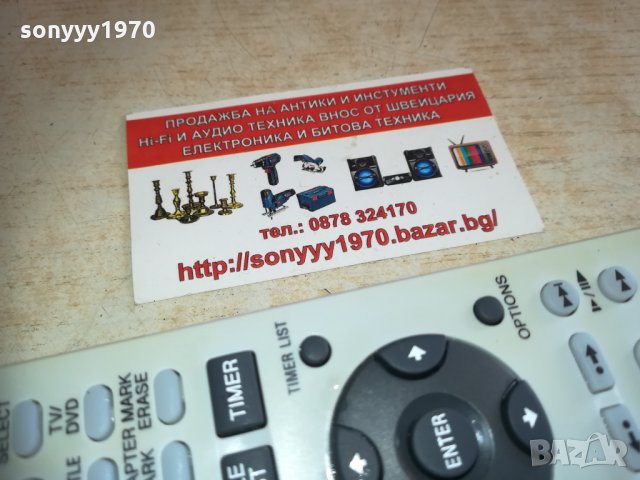 sonyyy1970
ПРОДАЖБА НА АНТИКИ И ИНСТУМЕНТИ
Hi-Fi И АУДИО ТЕХНИКА ВНОС ОТ ШВЕЙЦАРИЯ
ЕЛЕКТРОНИКА И БИТОВА ТЕХНИКА
тел.: 0878 324170
http://sonyyy1970.bazar.bg/
OPTIONS
TIMER LIST
TIMER
MARK
ERASE
TV/
DVD
SELECT
ENTER
BAZAR